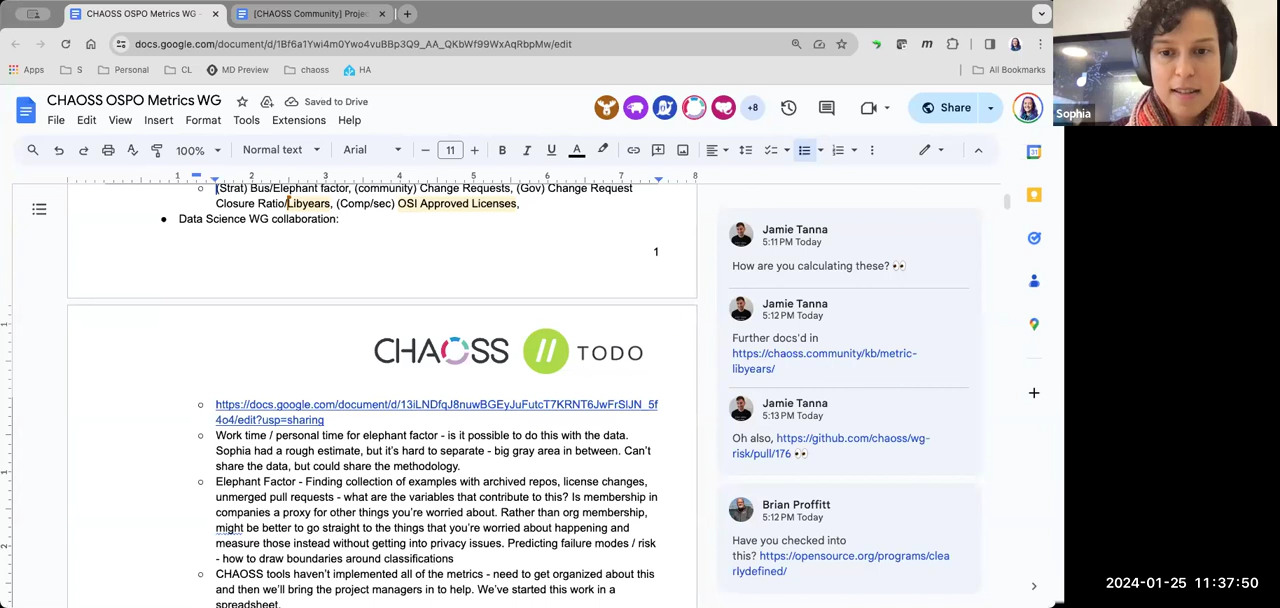 CHAOSS OSPO Metrics WG -
[CHAOSS Community] Proje
docs.google.com/document/d/1Bf6a1Ywi4m0Ywo4vuBBp3Q9_AA_QKbWf99WxAqRbpMw/edit
Apps
S
Personal
CL
MD Preview
chaoss
HA
All Bookmarks
CHAOSS OSPO Metrics WG
Saved to Drive
File Edit View Insert Format Tools Extensions Help
+8
Share
100% Normal text Arial 11 B I U A
1 2 3 4 5 6 7 8
(Strat) Bus/Elephant factor, (community) Change Requests, (Gov) Change Request
Closure Ratio/Libyears, (Comp/sec) OSI Approved Licenses,
Data Science WG collaboration:
1
CHAOSS // TODO
https://docs.google.com/document/d/13iLNDfqJ8nuwBGEyJuFutcT7KRNT6JwFrSIJN_5f
4o4/edit?usp=sharing
Work time / personal time for elephant factor - is it possible to do this with the data.
Sophia had a rough estimate, but it's hard to separate - big gray area in between. Can't
share the data, but could share the methodology.
Elephant Factor - Finding collection of examples with archived repos, license changes,
unmerged pull requests - what are the variables that contribute to this? Is membership in
companies a proxy for other things you're worried about. Rather than org membership,
might be better to go straight to the things that you're worried about happening and
measure those instead without getting into privacy issues. Predicting failure modes / risk
- how to draw boundaries around classifications
CHAOSS tools haven't implemented all of the metrics - need to get organized about this
and then we'll bring the project managers in to help. We've started this work in a
spreadsheet.
Jamie Tanna
5:11 PM Today
How are you calculating these? 👀
Jamie Tanna
5:12 PM Today
Further docs'd in
https://chaoss.community/kb/metric-
libyears/
Jamie Tanna
5:13 PM Today
Oh also, https://github.com/chaoss/wg-
risk/pull/176 👀
Brian Proffitt
5:12 PM Today
Have you checked into
this? https://opensource.org/programs/clea
rlydefined/
Sophia
2024-01-25 11:37:50